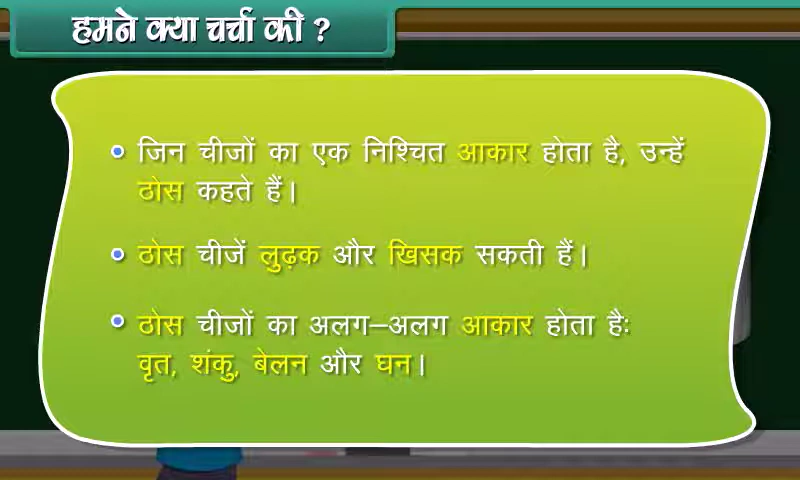 हमने क्या चर्चा की ?
जिन चीजों का एक निश्चित आकार होता है, उन्हें
ठोस कहते हैं।
ठोस चीजें लुढ़क और खिसक सकती हैं।
ठोस चीजों का अलग–अलग आकार होता हैः
वृत, शंकु, बेलन और घन।